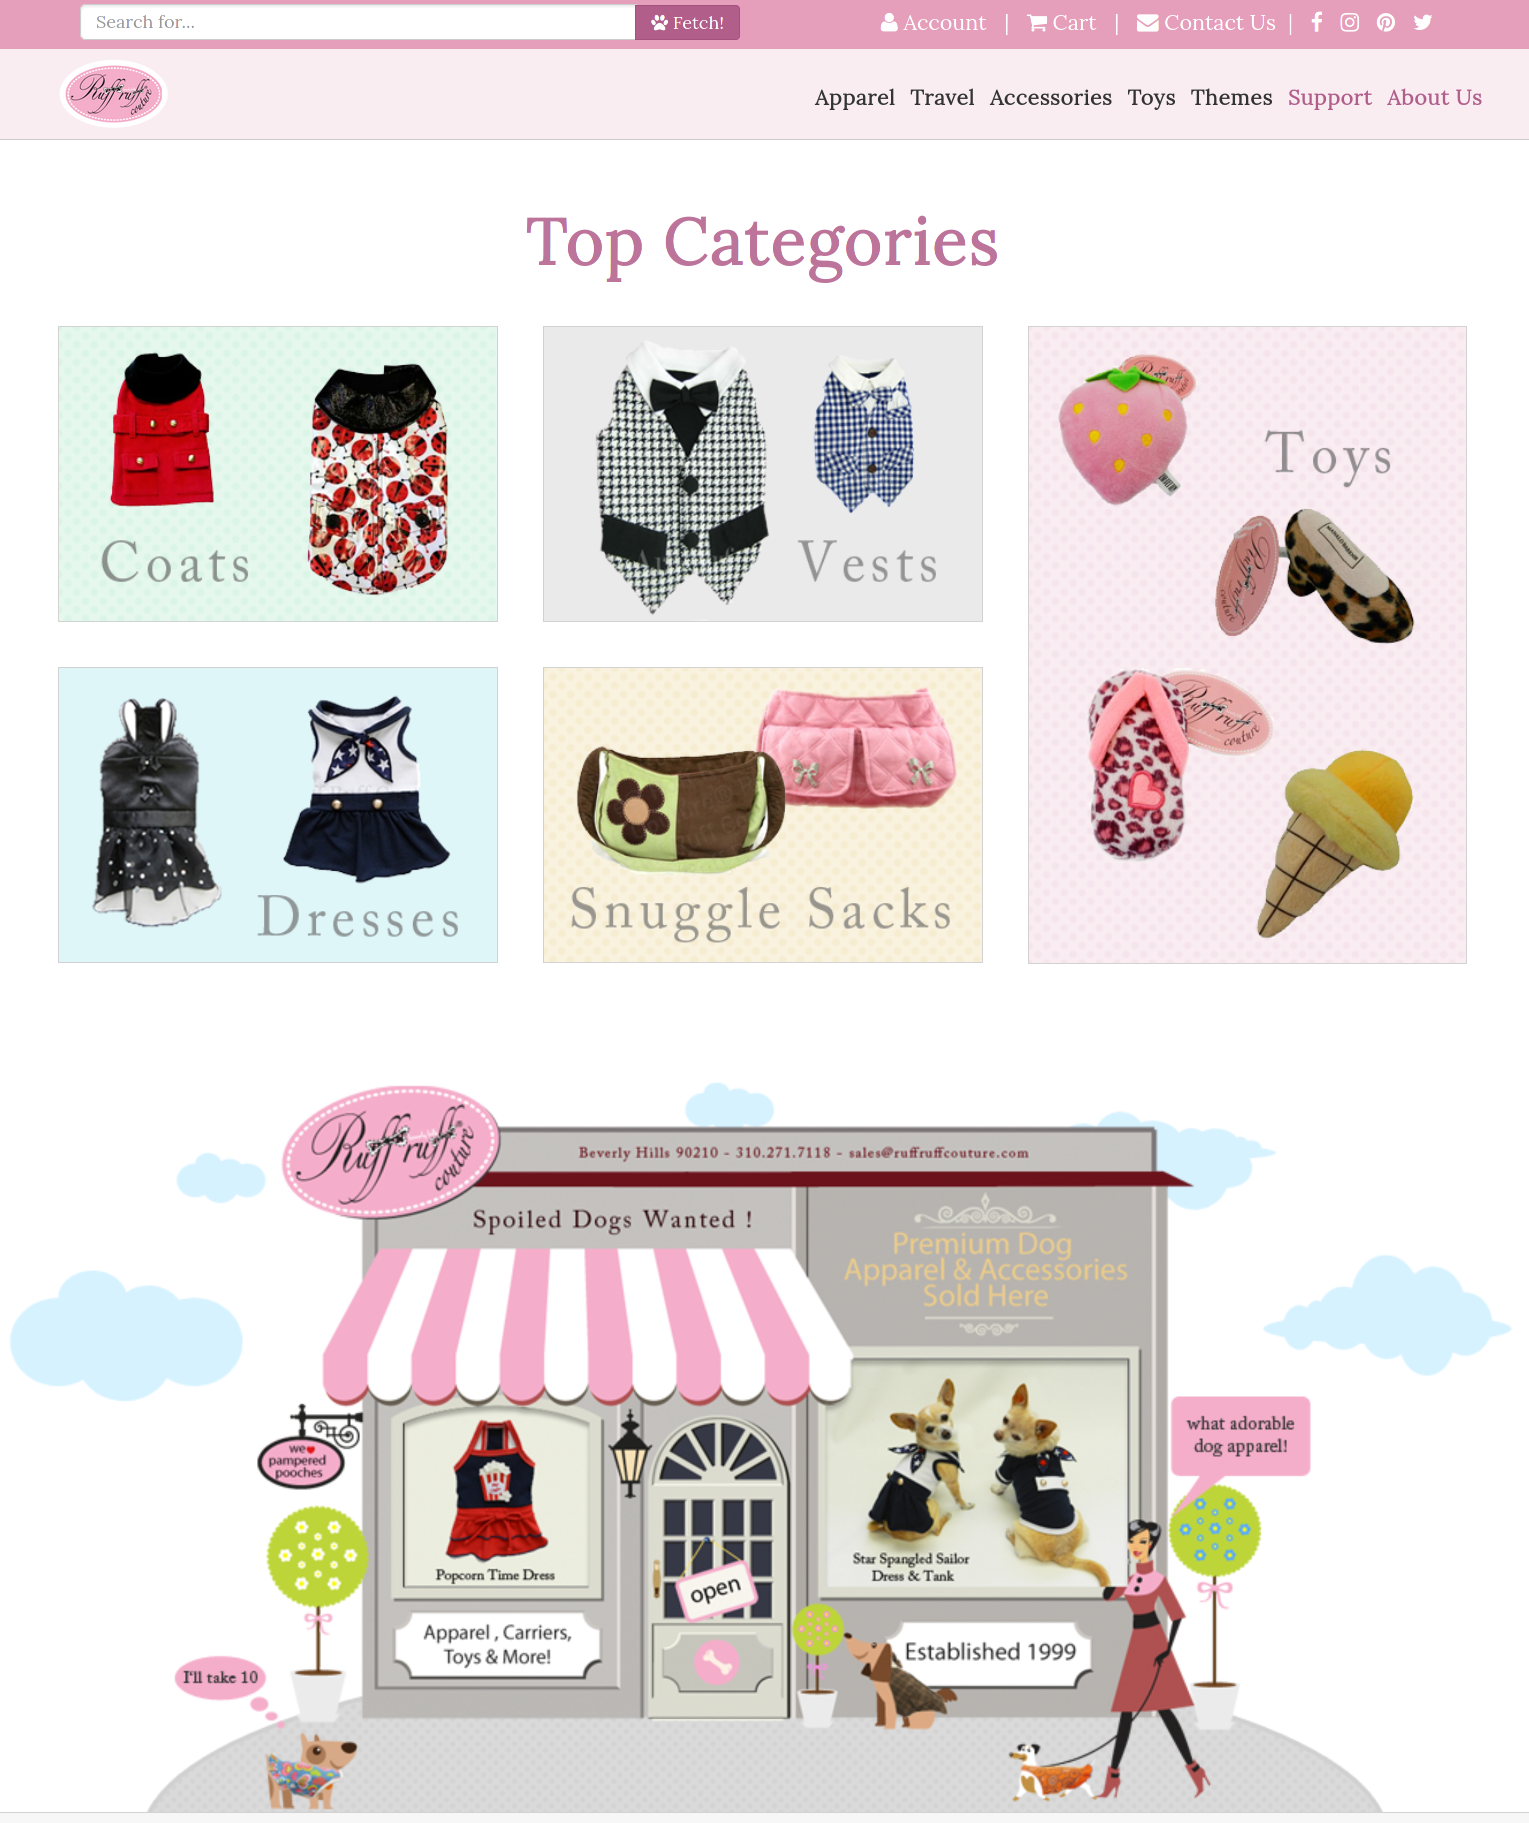 Search for...
Fetch!
Account | Cart | Contact Us |
Ruff ruff couture
Apparel Travel Accessories Toys Themes Support About Us
Top Categories
Coats
Vests
Toys
Ruff ruff
couture
Dresses
Snuggle Sacks
Ruff ruff
couture
Beverly Hills 90210 - 310.271.7118 - sales@ruffruffcouture.com
Spoiled Dogs Wanted !
Premium Dog
Apparel & Accessories
Sold Here
we
pampered
pooches
what adorable
dog apparel!
Popcorn Time Dress
Star Spangled Sailor
Dress & Tank
open
Apparel , Carriers,
Toys & More!
Established 1999
I'll take 10